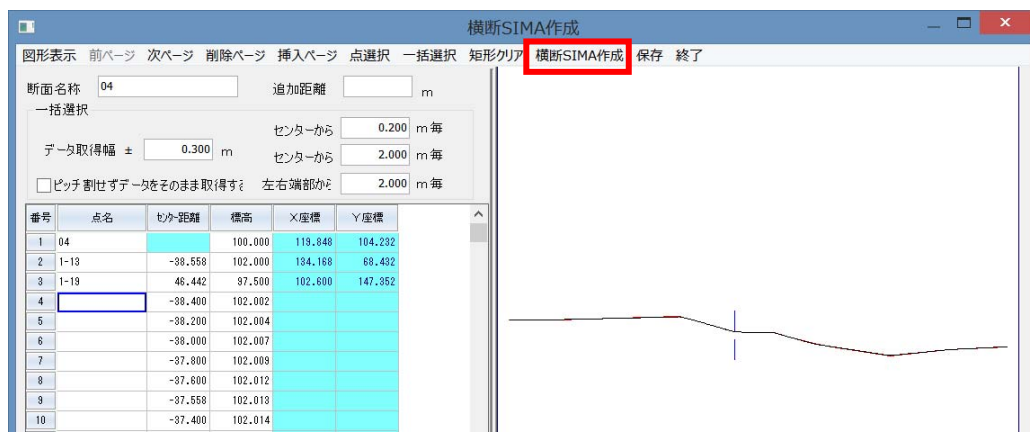 横断SIMA作成
図形表示 前ページ 次ページ 削除ページ 挿入ページ 点選択 一括選択 矩形クリア 横断SIMA作成 保存 終了
断面名称 04 追加距離 m
一括選択
センターから 0.200 m毎
データ取得幅 ± 0.300 m センターから 2.000 m毎
ピッチ割せずデータをそのまま取得する 左右端部から 2.000 m毎
番号 点名 センター距離 標高 X座標 Y座標
1 04 100.000 119.848 104.232
2 1-13 -38.558 102.000 134.168 68.432
3 1-19 46.442 97.500 102.600 147.352
4 -38.400 102.002
5 -38.200 102.004
6 -38.000 102.007
7 -37.800 102.009
8 -37.600 102.012
9 -37.558 102.013
10 -37.400 102.014